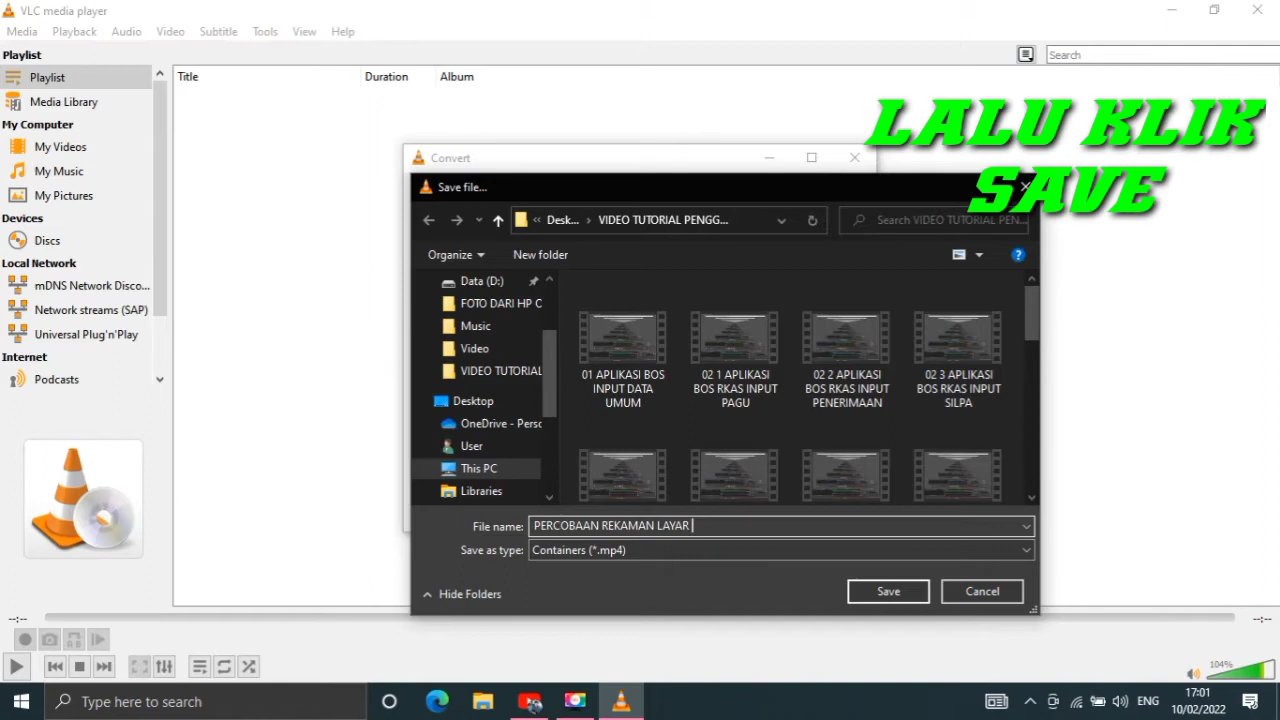 VLC media player
Media Playback Audio Video Subtitle Tools View Help
Playlist
Search
Playlist
Title Duration Album
Media Library
My Computer
My Videos
My Music
My Pictures
Devices
Discs
Local Network
mDNS Network Disco...
Network streams (SAP)
Universal Plug'n'Play
Internet
Podcasts
LALU KLIK
SAVE
Convert
Save file...
« Desk... › VIDEO TUTORIAL PENGG...
Search VIDEO TUTORIAL PEN...
Organize New folder
Data (D:)
FOTO DARI HP C
Music
Video
VIDEO TUTORIAL
Desktop
OneDrive - Perso
User
This PC
Libraries
01 APLIKASI BOS
INPUT DATA
UMUM
02 1 APLIKASI
BOS RKAS INPUT
PAGU
02 2 APLIKASI
BOS RKAS INPUT
PENERIMAAN
02 3 APLIKASI
BOS RKAS INPUT
SILPA
File name: PERCOBAAN REKAMAN LAYAR
Save as type: Containers (*.mp4)
Hide Folders
Save
Cancel
--:-- --:--
104%
Type here to search
ENG
17:01
10/02/2022